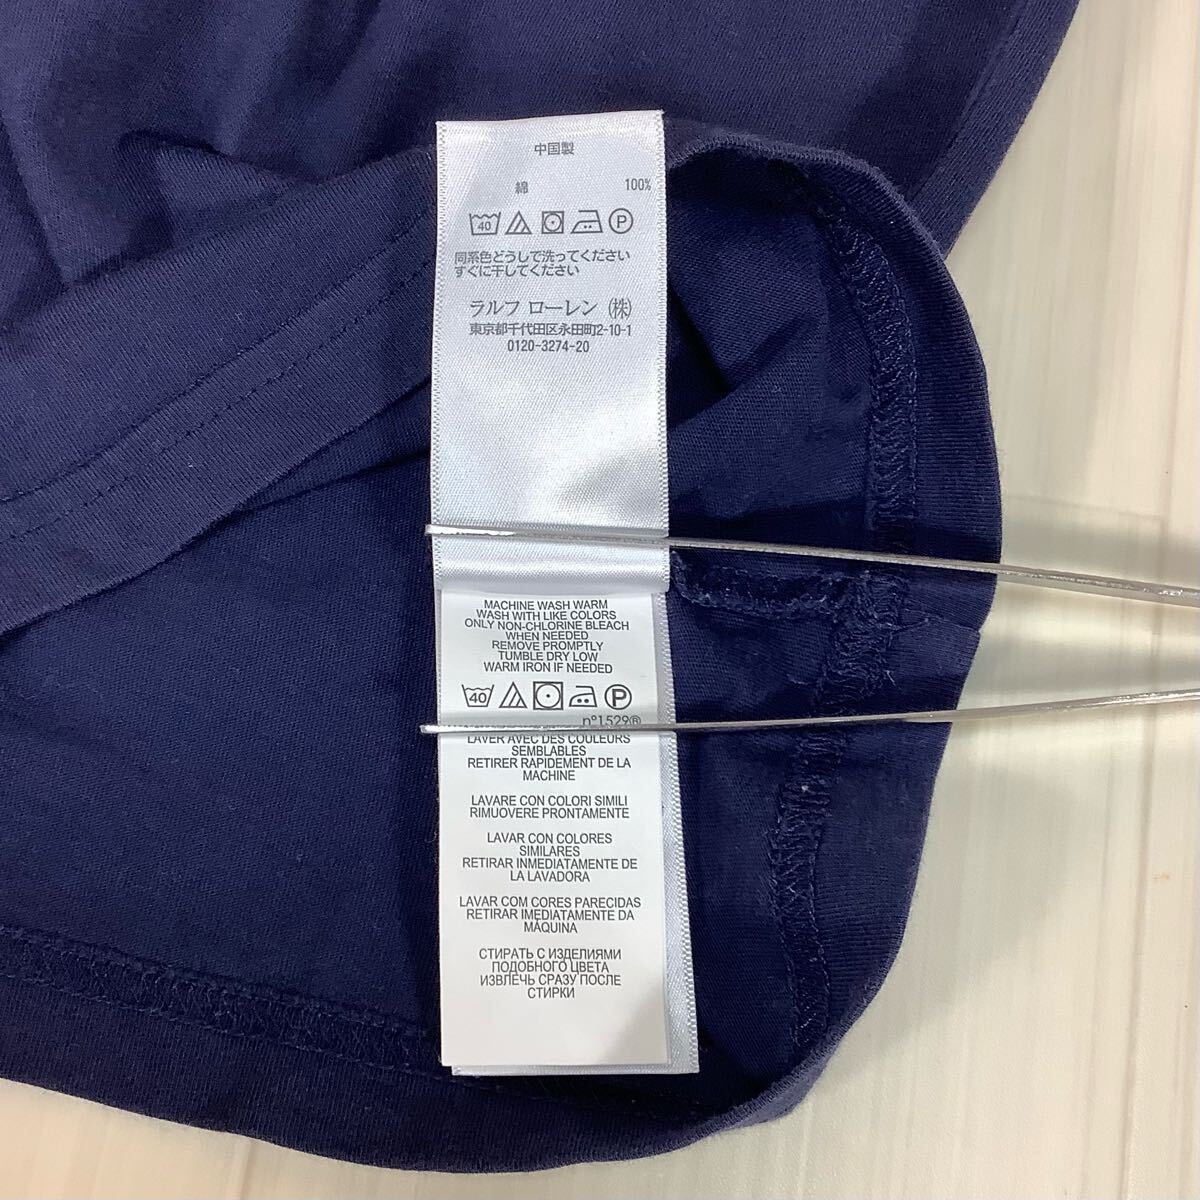 中国製
綿 100%
40 P
同系色どうしで洗ってください
すぐに干してください
ラルフ ローレン (株)
東京都千代田区永田町2-10-1
0120-3274-20
MACHINE WASH WARM
WASH WITH LIKE COLORS
ONLY NON-CHLORINE BLEACH
WHEN NEEDED
REMOVE PROMPTLY
TUMBLE DRY LOW
WARM IRON IF NEEDED
40 P
n°1529®
LAVER AVEC DES COULEURS
SEMBLABLES
RETIRER RAPIDEMENT DE LA
MACHINE
LAVARE CON COLORI SIMILI
RIMUOVERE PRONTAMENTE
LAVAR CON COLORES
SIMILARES
RETIRAR INMEDIATAMENTE DE
LA LAVADORA
LAVAR COM CORES PARECIDAS
RETIRAR IMEDIATAMENTE DA
MÁQUINA
СТИРАТЬ С ИЗДЕЛИЯМИ
ПОДОБНОГО ЦВЕТА
ИЗВЛЕЧЬ СРАЗУ ПОСЛЕ
СТИРКИ